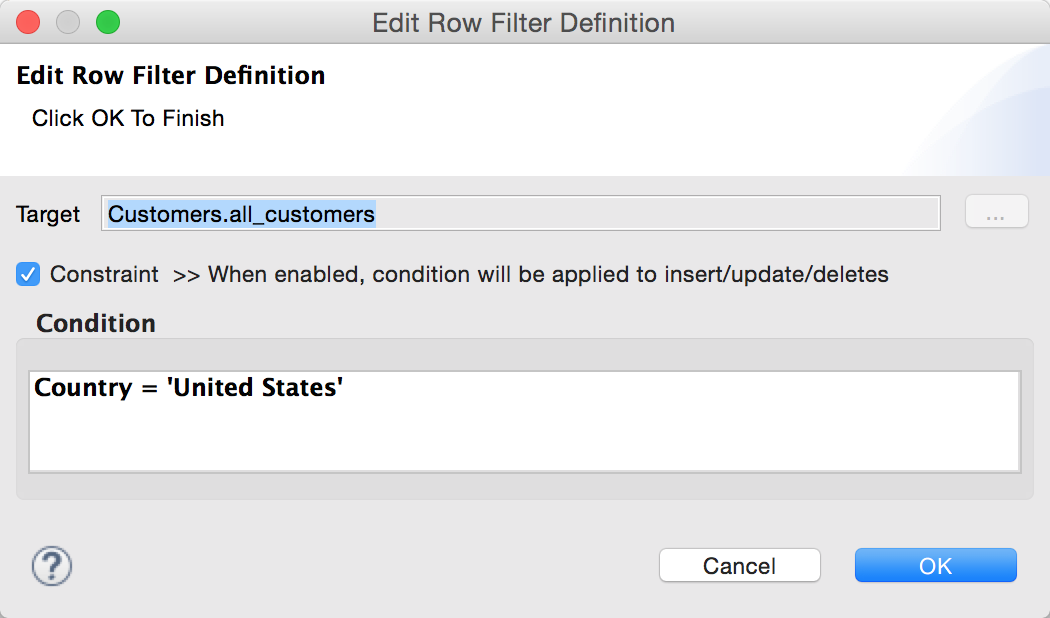 Edit Row Filter Definition
Edit Row Filter Definition
Click OK To Finish
Target Customers.all_customers ...
Constraint >> When enabled, condition will be applied to insert/update/deletes
Condition
Country = 'United States'
? Cancel OK